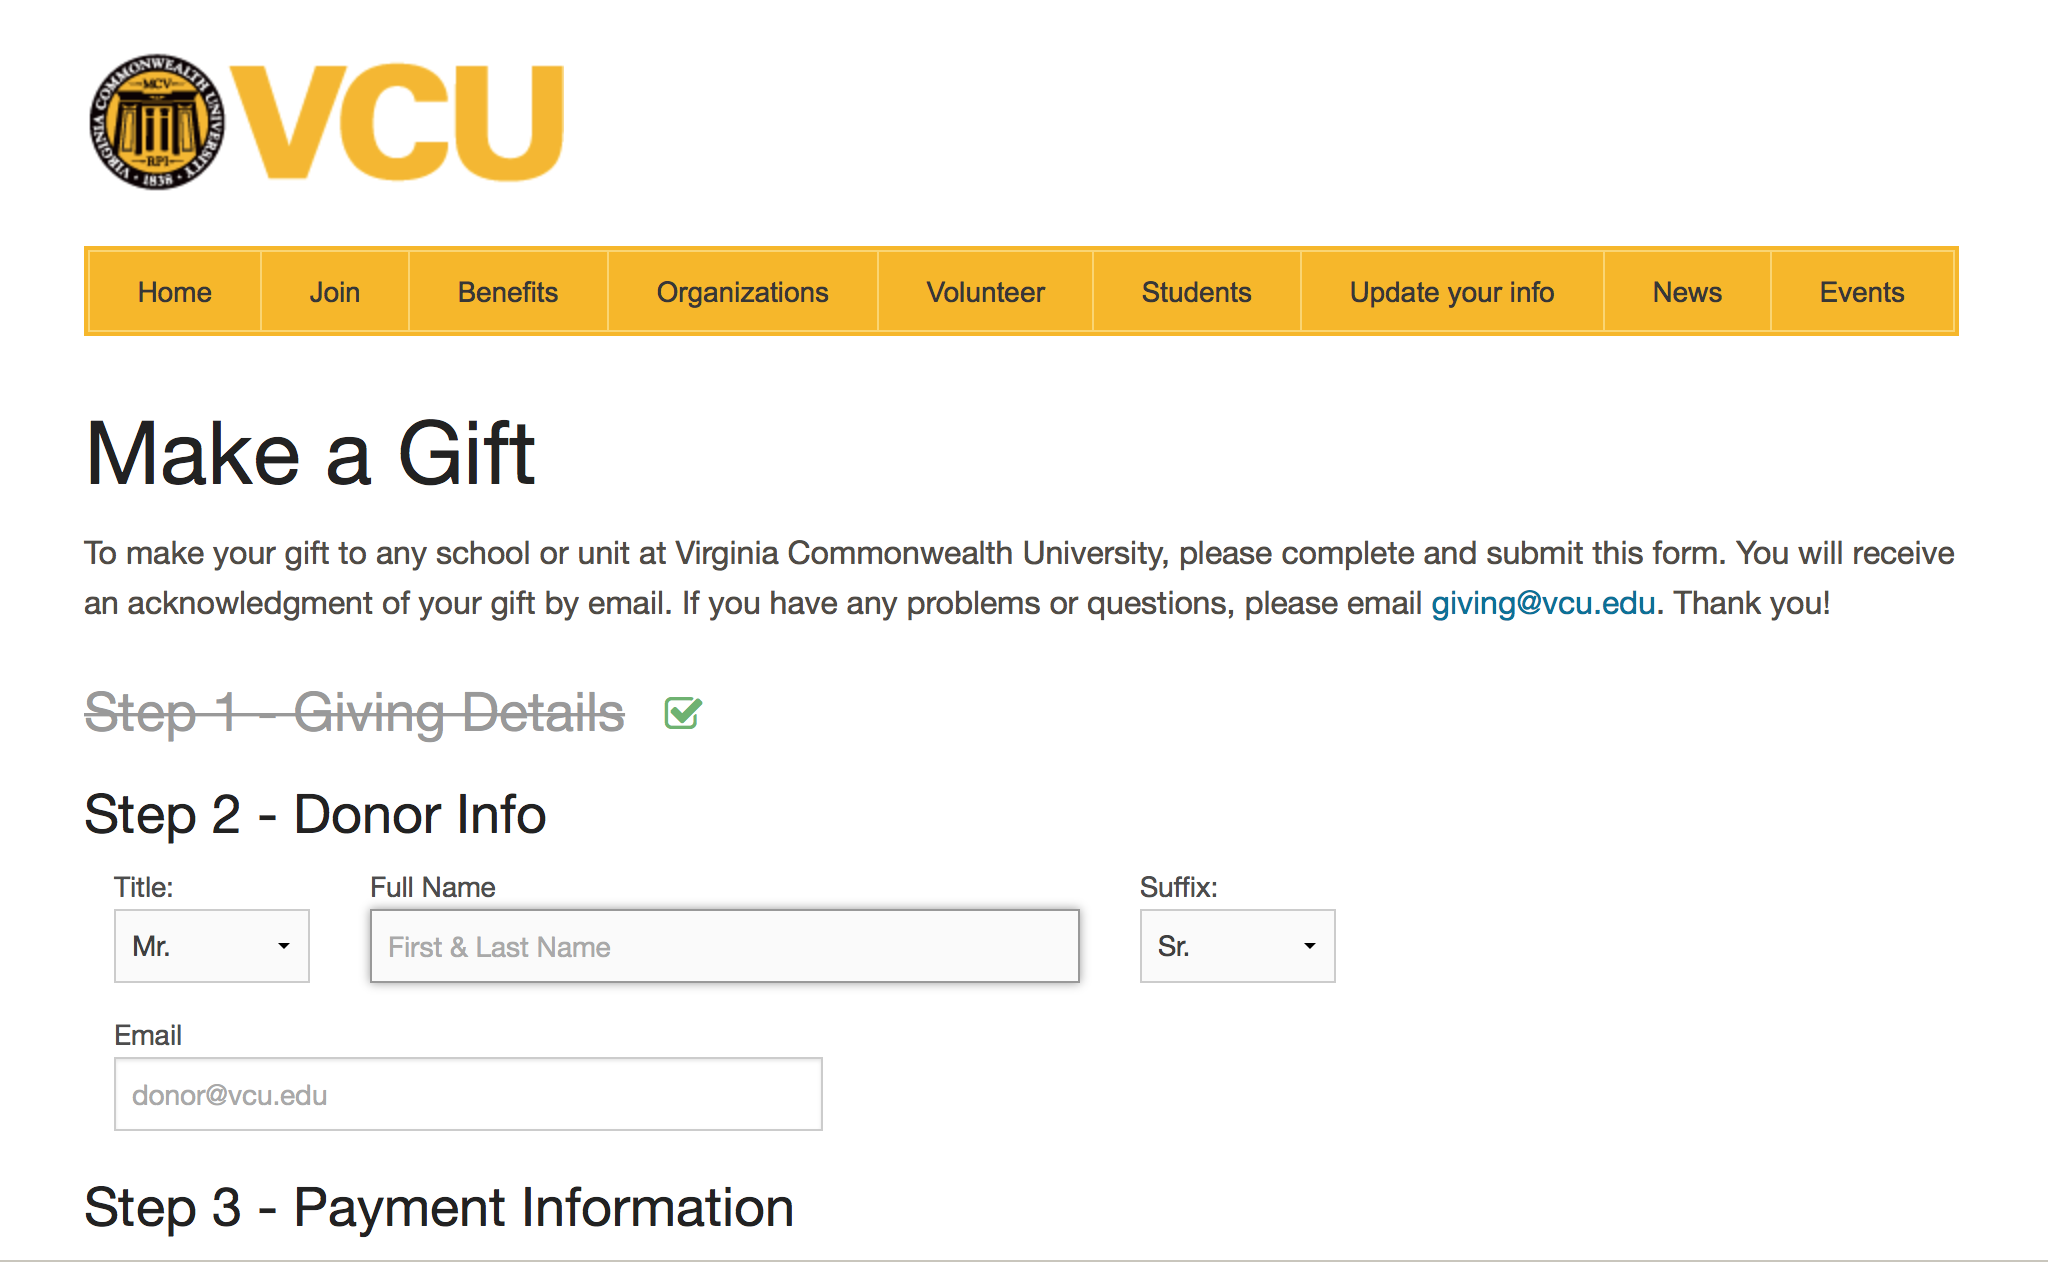 VIRGINIA COMMONWEALTH UNIVERSITY
MCV
RPI
1838
VCU
Home Join Benefits Organizations Volunteer Students Update your info News Events
Make a Gift
To make your gift to any school or unit at Virginia Commonwealth University, please complete and submit this form. You will receive
an acknowledgment of your gift by email. If you have any problems or questions, please email giving@vcu.edu. Thank you!
Step 1 - Giving Details
Step 2 - Donor Info
Title: Full Name Suffix:
Mr. First & Last Name Sr.
Email
donor@vcu.edu
Step 3 - Payment Information